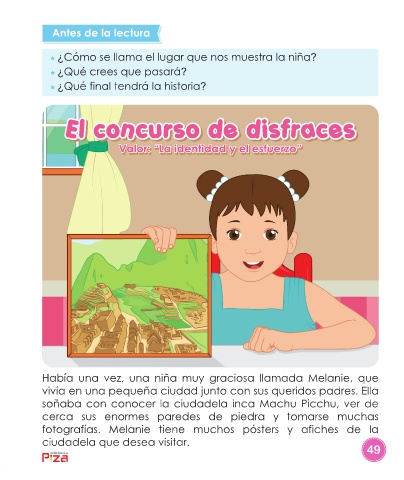 Antes de la lectura
¿Cómo se llama el lugar que nos muestra la niña?
¿Qué crees que pasará?
¿Qué final tendrá la historia?
El concurso de disfraces
Valor: "La identidad y el esfuerzo"
Había una vez, una niña muy graciosa llamada Melanie, que
vivía en una pequeña ciudad junto con sus queridos padres. Ella
soñaba con conocer la ciudadela inca Machu Picchu, ver de
cerca sus enormes paredes de piedra y tomarse muchas
fotografías. Melanie tiene muchos pósters y afiches de la
ciudadela que desea visitar.
49